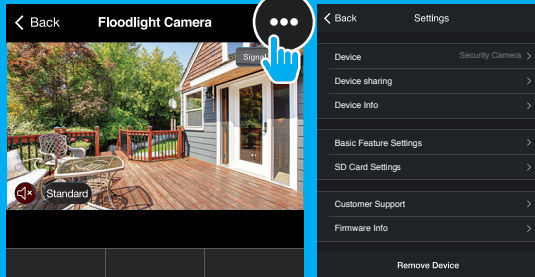 Back
Floodlight Camera
Signal
Standard
Back
Settings
Device
Security Camera
Device sharing
Device Info
Basic Feature Settings
SD Card Settings
Customer Support
Firmware Info
Remove Device